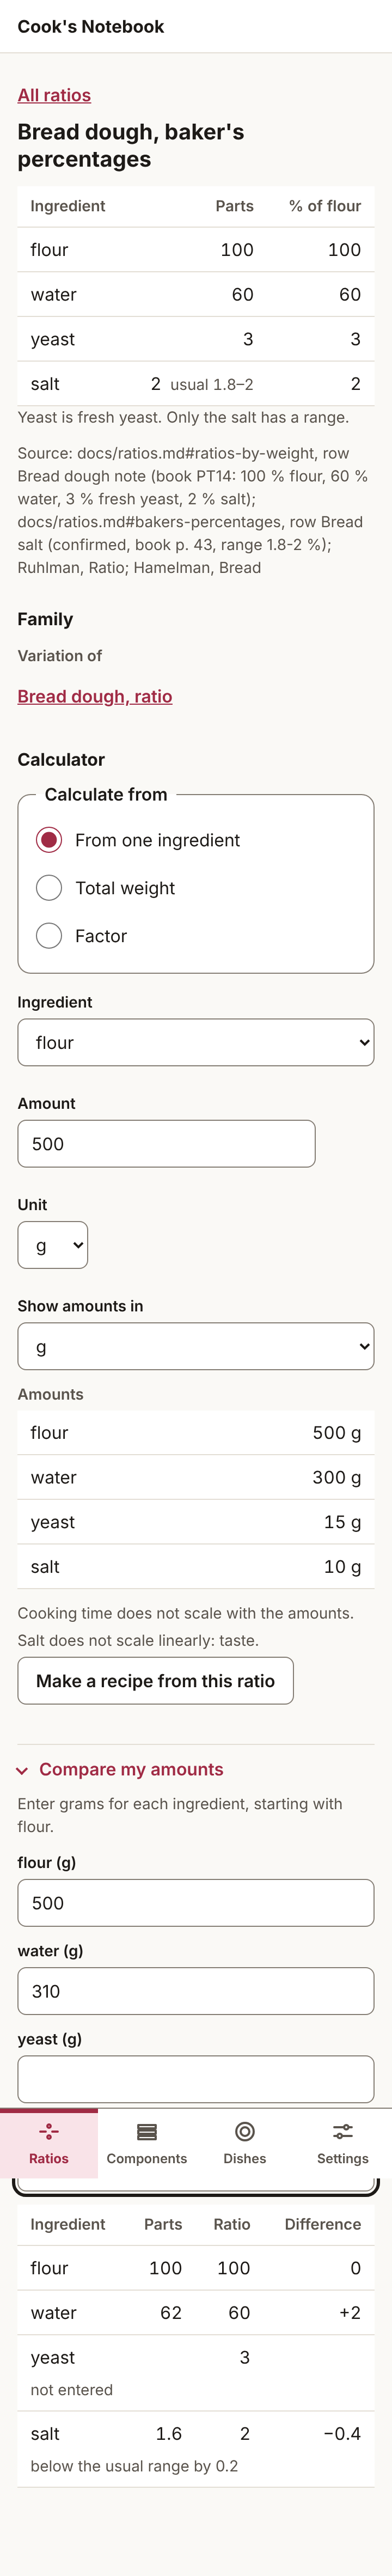 Cook's Notebook
All ratios
Bread dough, baker's
percentages
Ingredient Parts % of flour
flour 100 100
water 60 60
yeast 3 3
salt 2 usual 1.8–2 2
Yeast is fresh yeast. Only the salt has a range.
Source: docs/ratios.md#ratios-by-weight, row
Bread dough note (book PT14: 100 % flour, 60 %
water, 3 % fresh yeast, 2 % salt);
docs/ratios.md#bakers-percentages, row Bread
salt (confirmed, book p. 43, range 1.8-2 %);
Ruhlman, Ratio; Hamelman, Bread
Family
Variation of
Bread dough, ratio
Calculator
Calculate from
From one ingredient
Total weight
Factor
Ingredient
flour
Amount
500
Unit
g
Show amounts in
g
Amounts
flour 500 g
water 300 g
yeast 15 g
salt 10 g
Cooking time does not scale with the amounts.
Salt does not scale linearly: taste.
Make a recipe from this ratio
Compare my amounts
Enter grams for each ingredient, starting with
flour.
flour (g)
500
water (g)
310
yeast (g)
Ratios Components Dishes Settings
Ingredient Parts Ratio Difference
flour 100 100 0
water 62 60 +2
yeast 3
not entered
salt 1.6 2 −0.4
below the usual range by 0.2